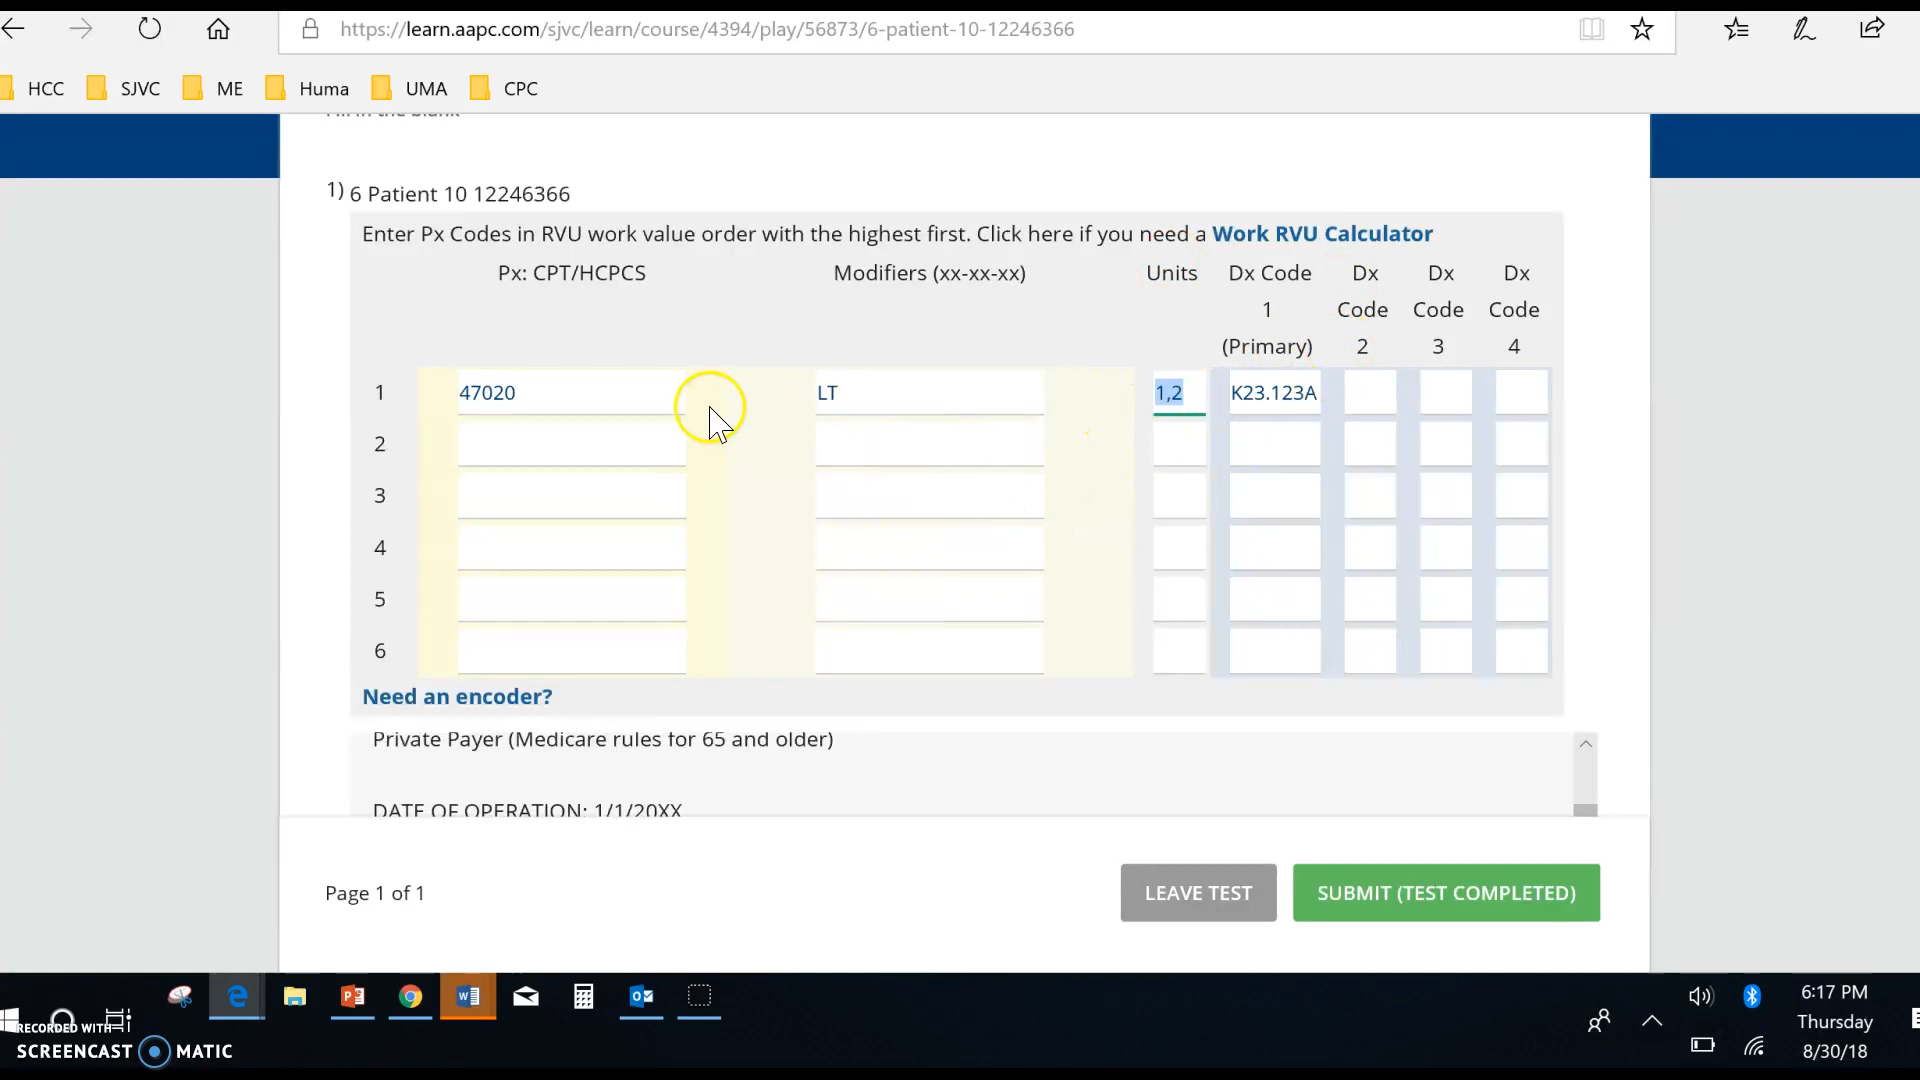 https://learn.aapc.com/sjvc/learn/course/4394/play/56873/6-patient-10-12246366
HCC SJVC ME Huma UMA CPC
1) 6 Patient 10 12246366
Enter Px Codes in RVU work value order with the highest first. Click here if you need a Work RVU Calculator
Px: CPT/HCPCS Modifiers (xx-xx-xx) Units Dx Code 1 (Primary) Dx Code 2 Dx Code 3 Dx Code 4
1 47020 LT 1,2 K23.123A
2
3
4
5
6
Need an encoder?
Private Payer (Medicare rules for 65 and older)
DATE OF OPERATION: 1/1/20XX
Page 1 of 1
LEAVE TEST
SUBMIT (TEST COMPLETED)
6:17 PM
Thursday
8/30/18
RECORDED WITH
SCREENCAST MATIC